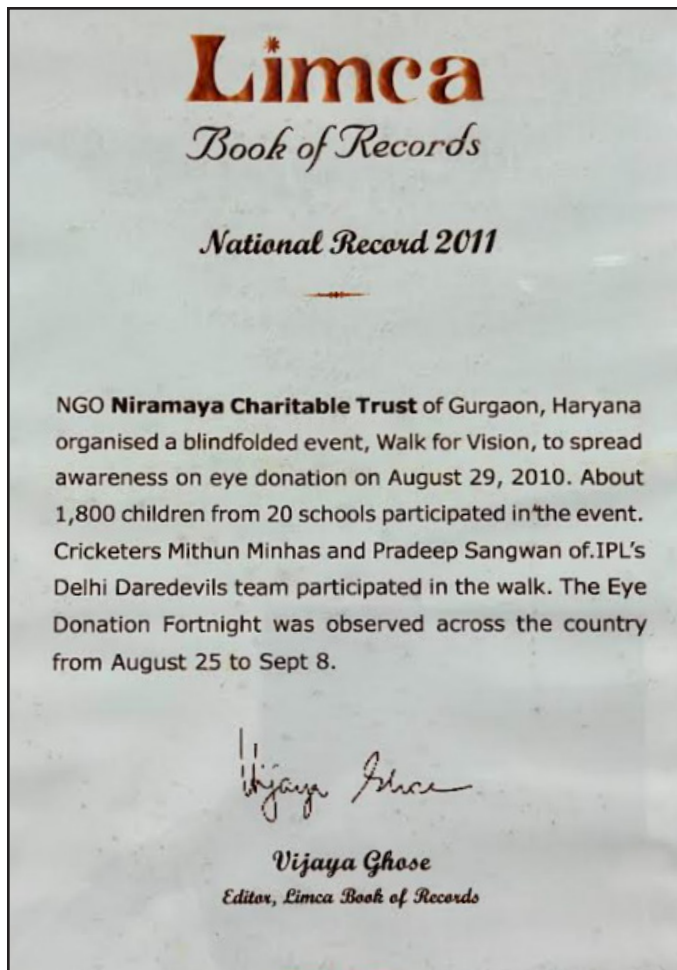 Limca
Book of Records
National Record 2011
NGO Niramaya Charitable Trust of Gurgaon, Haryana
organised a blindfolded event, Walk for Vision, to spread
awareness on eye donation on August 29, 2010. About
1,800 children from 20 schools participated in the event.
Cricketers Mithun Minhas and Pradeep Sangwan of IPL's
Delhi Daredevils team participated in the walk. The Eye
Donation Fortnight was observed across the country
from August 25 to Sept 8.
Vijaya Ghose
Vijaya Ghose
Editor, Limca Book of Records